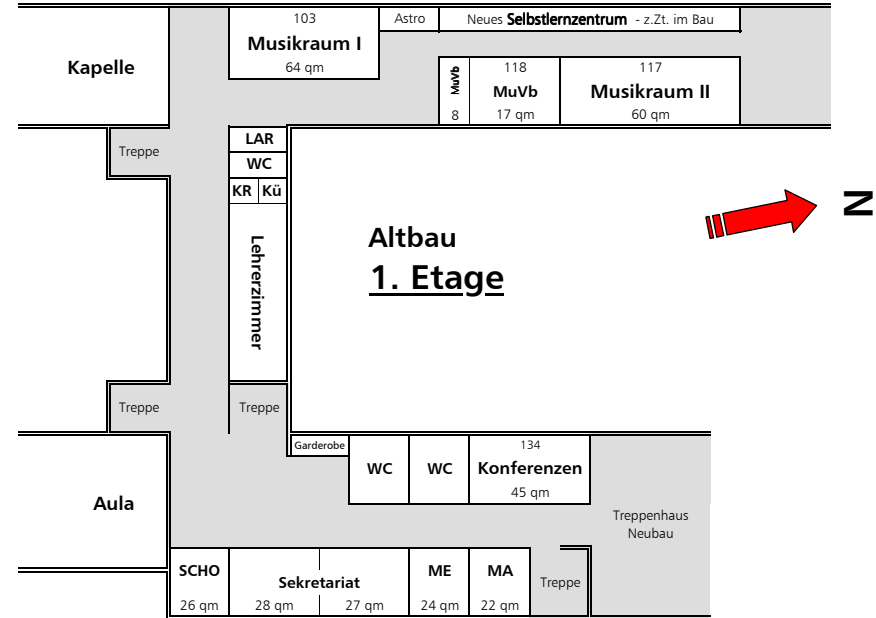 103
Musikraum I
64 qm
Astro
Neues Selbstlernzentrum - z.Zt. im Bau
Kapelle
MuVb
8
118
MuVb
17 qm
117
Musikraum II
60 qm
Treppe
LAR
WC
KR Kü
Lehrerzimmer
Altbau
1. Etage
N
Treppe
Treppe
Garderobe
WC
WC
134
Konferenzen
45 qm
Aula
Treppenhaus
Neubau
SCHO
26 qm
Sekretariat
28 qm
27 qm
ME
24 qm
MA
22 qm
Treppe